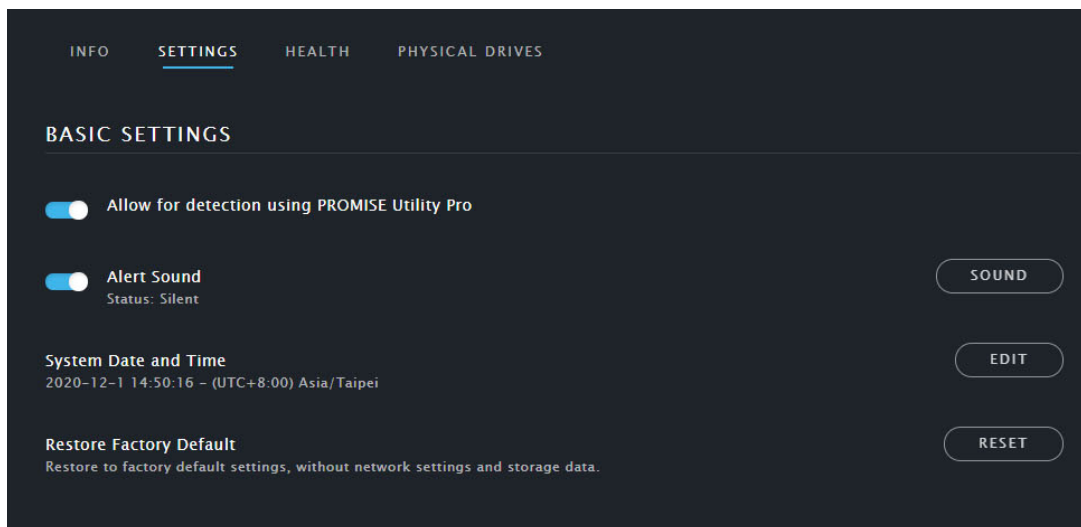 INFO SETTINGS HEALTH PHYSICAL DRIVES
BASIC SETTINGS
Allow for detection using PROMISE Utility Pro
Alert Sound
Status: Silent
SOUND
System Date and Time
2020-12-1 14:50:16 - (UTC+8:00) Asia/Taipei
EDIT
Restore Factory Default
Restore to factory default settings, without network settings and storage data.
RESET